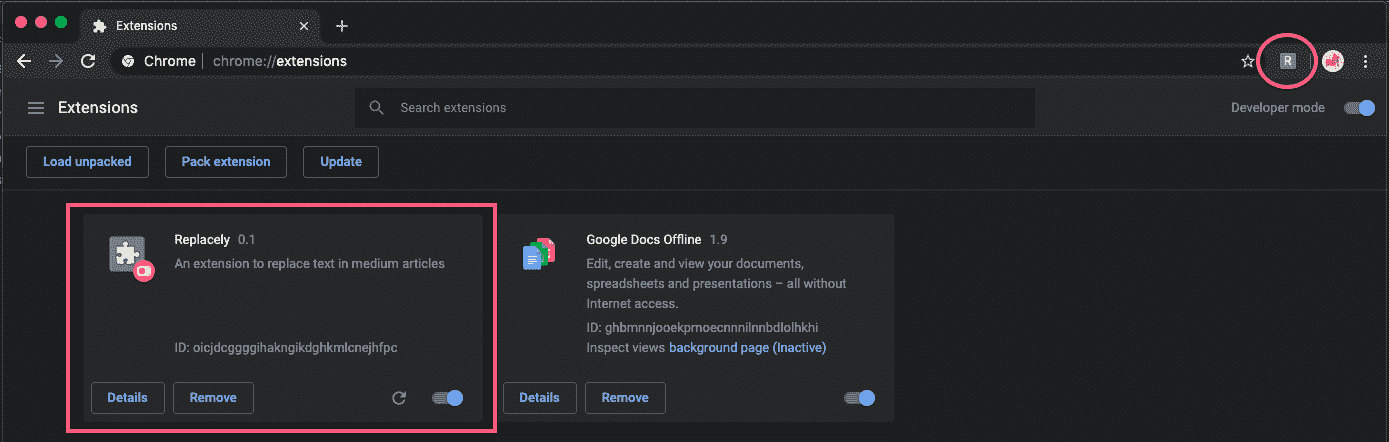 Extensions
Chrome chrome://extensions
R
Extensions
Search extensions
Developer mode
Load unpacked
Pack extension
Update
Replacely 0.1
An extension to replace text in medium articles
ID: oicjdcggggihakngikdghkmlcnejhfpc
Details
Remove
Google Docs Offline 1.9
Edit, create and view your documents,
spreadsheets and presentations – all without
Internet access.
ID: ghbmnnjooekpmoecnnnilnnbdlolhkhi
Inspect views background page (Inactive)
Details
Remove